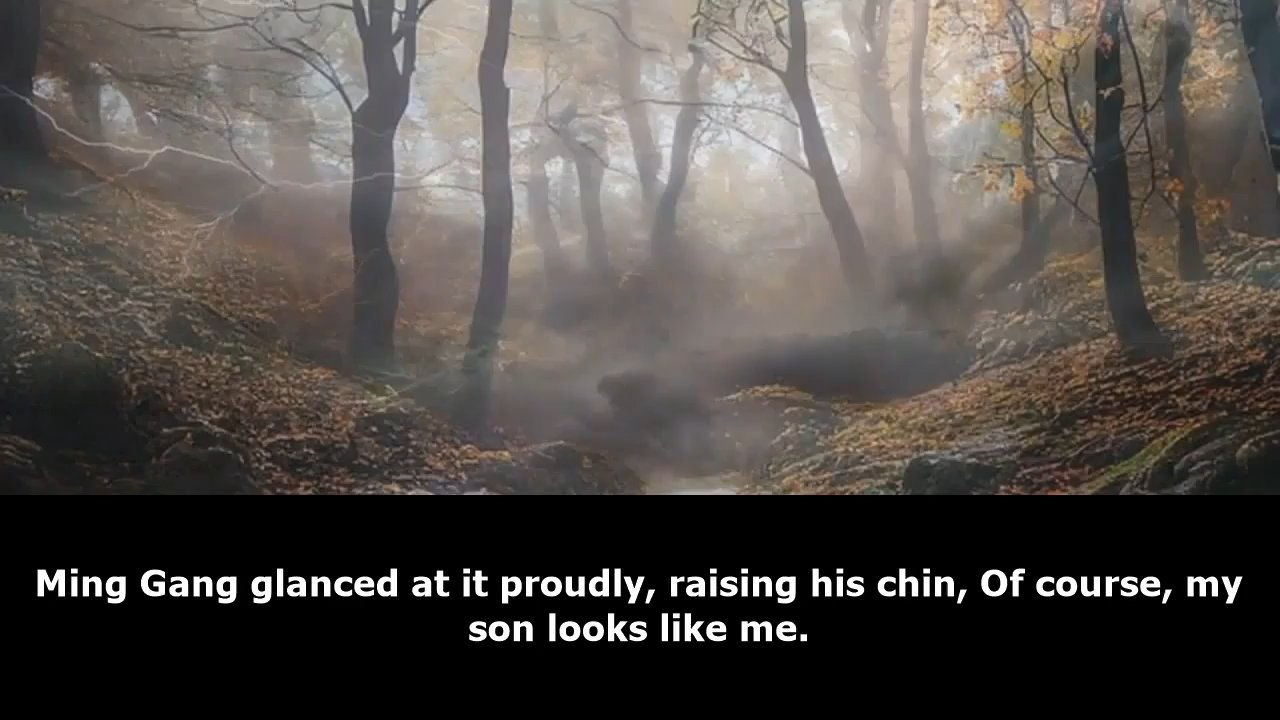 Ming Gang glanced at it proudly, raising his chin, Of course, my
son looks like me.